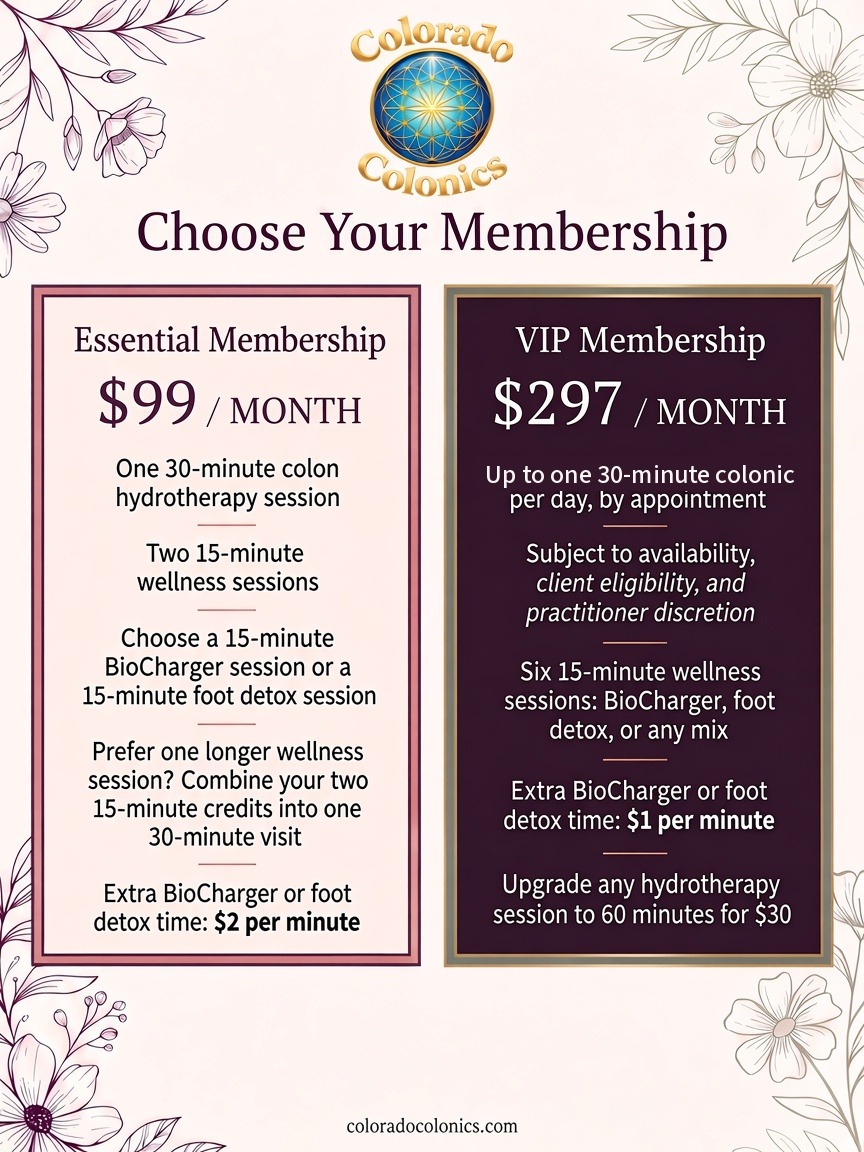 Colorado
Colonics
Choose Your Membership
Essential Membership
$99 / MONTH
One 30-minute colon
hydrotherapy session
Two 15-minute
wellness sessions
Choose a 15-minute
BioCharger session or a
15-minute foot detox session
Prefer one longer wellness
session? Combine your two
15-minute credits into one
30-minute visit
Extra BioCharger or foot
detox time: $2 per minute
VIP Membership
$297 / MONTH
Up to one 30-minute colonic
per day, by appointment
Subject to availability,
client eligibility, and
practitioner discretion
Six 15-minute wellness
sessions: BioCharger, foot
detox, or any mix
Extra BioCharger or foot
detox time: $1 per minute
Upgrade any hydrotherapy
session to 60 minutes for $30
coloradocolonics.com